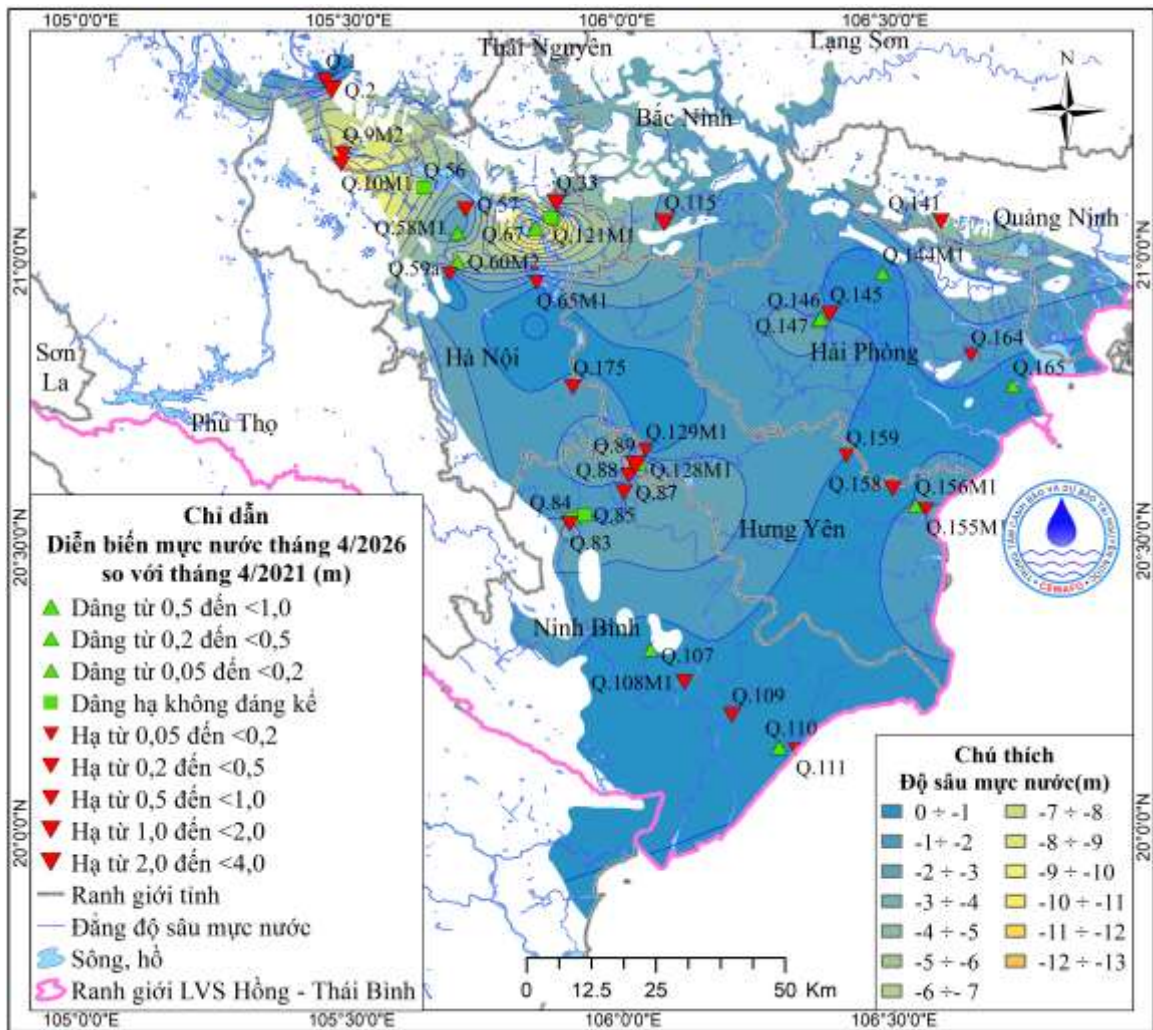 105°0'0"E
105°30'0"E
106°0'0"E
106°30'0"E
Thái Nguyên
Lạng Sơn
N
Q.1
Q.2
Bắc Ninh
Q.9M2
Q.10M1
Q.56
Q.33
Q.57
Q.115
Q.141
Quảng Ninh
Q.58M1
Q.67
Q.121M1
21°0'0"N
21°0'0"N
Q.144M1
Q.59a
Q.60M2
Q.65M1
Q.146
Q.145
Q.147
Hà Nội
Hải Phòng
Q.164
Sơn
La
Q.175
Q.165
Phú Thọ
Q.129M1
Q.89
Q.159
Q.88
Q.128M1
Q.158
Q.156M1
Q.87
Q.84
Q.85
Q.155M1
Q.83
Hưng Yên
20°30'0"N
20°30'0"N
TRUNG TÂM CẢNH BÁO VÀ DỰ BÁO TÀI NGUYÊN NƯỚC
CEWAFO
Ninh Bình
Q.107
Q.108M1
Q.109
Q.110
Q.111
20°0'0"N
20°0'0"N
Chỉ dẫn
Diễn biến mực nước tháng 4/2026
so với tháng 4/2021 (m)
Dâng từ 0,5 đến <1,0
Dâng từ 0,2 đến <0,5
Dâng từ 0,05 đến <0,2
Dâng hạ không đáng kể
Hạ từ 0,05 đến <0,2
Hạ từ 0,2 đến <0,5
Hạ từ 0,5 đến <1,0
Hạ từ 1,0 đến <2,0
Hạ từ 2,0 đến <4,0
Ranh giới tỉnh
Đẳng độ sâu mực nước
Sông, hồ
Ranh giới LVS Hồng - Thái Bình
Chú thích
Độ sâu mực nước(m)
0 ÷ -1
-1÷ -2
-2 ÷ -3
-3 ÷ -4
-4 ÷ -5
-5 ÷ -6
-6 ÷- 7
-7 ÷ -8
-8 ÷ -9
-9 ÷ -10
-10 ÷ -11
-11 ÷ -12
-12 ÷ -13
0 12.5 25 50 Km
105°0'0"E
105°30'0"E
106°0'0"E
106°30'0"E